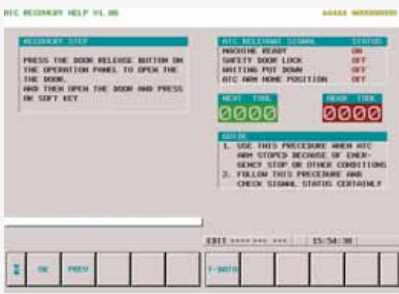 ATC RECOVERY HELP V1.00
RECOVERY STEP
PRESS THE DOOR RELEASE BUTTON ON
THE OPERATION PANEL TO OPEN THE
THE DOOR.
AND THEN OPEN THE DOOR AND PRESS
OK SOFT KEY
ATC RELEVANT SIGNAL STATUS
MACHINE READY ON
SAFETY DOOR LOCK OFF
WAITING POT DOWN OFF
ATC ARM HOME POSITION OFF
NEXT TOOL
0000
TOOL
0000
GUIDE
1. USE THIS PROCEDURE WHEN ATC
ARM STOPED BECAUSE OF EMER-
GENCY STOP OR OTHER CONDITIONS
2. FOLLOW THIS PROCEDURE AND
CHECK SIGNAL STATUS CERTAINLY
EDIT **** *** *** 15:54:30
OK PREV T-DATA